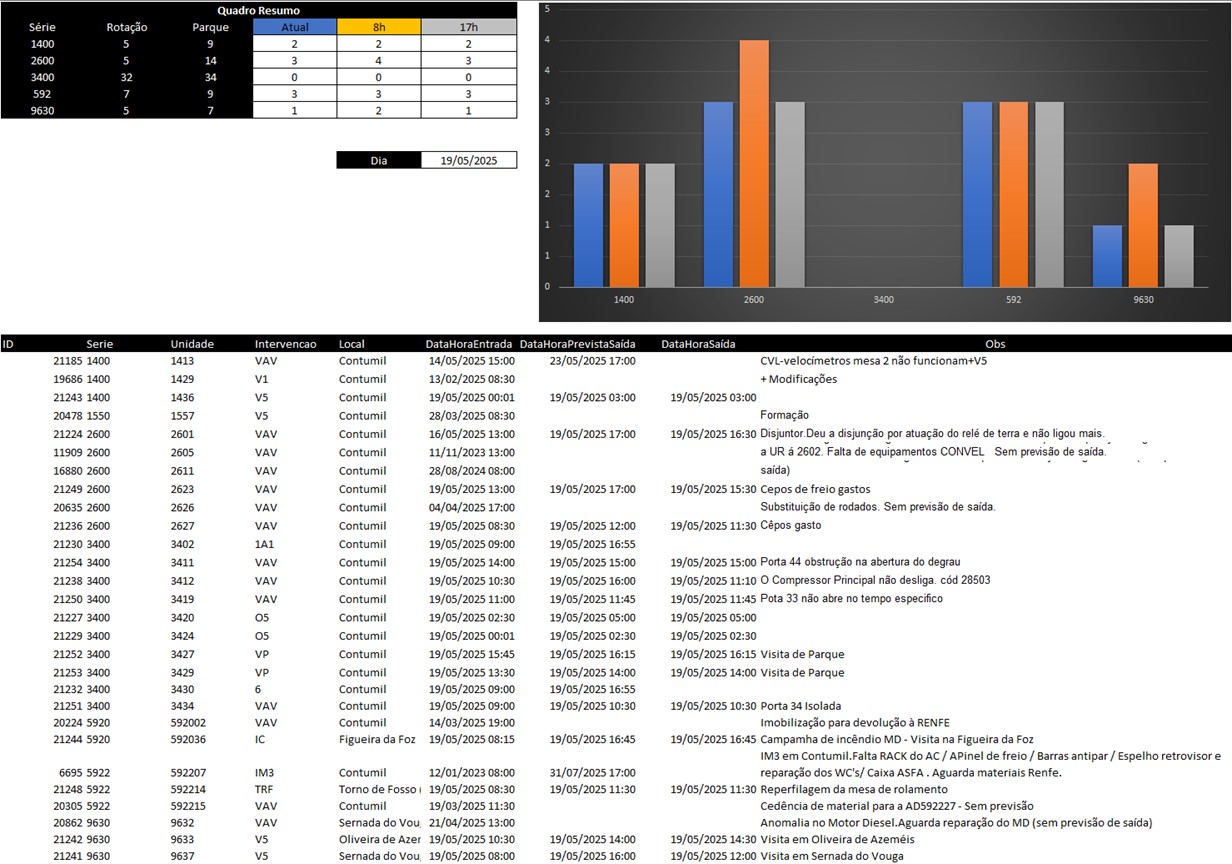 Quadro Resumo
Série Rotação Parque Atual 8h 17h
1400 5 9 2 2 2
2600 5 14 3 4 3
3400 32 34 0 0 0
592 7 9 3 3 3
9630 5 7 1 2 1
Dia 19/05/2025
5
4
4
3
3
2
2
1
1
0
1400 2600 3400 592 9630
ID Serie Unidade Intervencao Local DataHoraEntrada DataHoraPrevistaSaída DataHoraSaída Obs
21185 1400 1413 VAV Contumil 14/05/2025 15:00 23/05/2025 17:00 CVL-velocímetros mesa 2 não funcionam+V5
19686 1400 1429 V1 Contumil 13/02/2025 08:30 + Modificações
21243 1400 1436 V5 Contumil 19/05/2025 00:01 19/05/2025 03:00 19/05/2025 03:00
20478 1550 1557 V5 Contumil 28/03/2025 08:30 Formação
21224 2600 2601 VAV Contumil 16/05/2025 13:00 19/05/2025 17:00 19/05/2025 16:30 Disjuntor.Deu a disjunção por atuação do relé de terra e não ligou mais.
11909 2600 2605 VAV Contumil 11/11/2023 13:00 a UR á 2602. Falta de equipamentos CONVEL Sem previsão de saída.
16880 2600 2611 VAV Contumil 28/08/2024 08:00 saída)
21249 2600 2623 VAV Contumil 19/05/2025 13:00 19/05/2025 17:00 19/05/2025 15:30 Cepos de freio gastos
20635 2600 2626 VAV Contumil 04/04/2025 17:00 Substituição de rodados. Sem previsão de saída.
21236 2600 2627 VAV Contumil 19/05/2025 08:30 19/05/2025 12:00 19/05/2025 11:30 Cêpos gasto
21230 3400 3402 1A1 Contumil 19/05/2025 09:00 19/05/2025 16:55
21254 3400 3411 VAV Contumil 19/05/2025 14:00 19/05/2025 15:00 19/05/2025 15:00 Porta 44 obstrução na abertura do degrau
21238 3400 3412 VAV Contumil 19/05/2025 10:30 19/05/2025 16:00 19/05/2025 11:10 O Compressor Principal não desliga. cód 28503
21250 3400 3419 VAV Contumil 19/05/2025 11:00 19/05/2025 11:45 19/05/2025 11:45 Pota 33 não abre no tempo especifico
21227 3400 3420 O5 Contumil 19/05/2025 02:30 19/05/2025 05:00 19/05/2025 05:00
21229 3400 3424 O5 Contumil 19/05/2025 00:01 19/05/2025 02:30 19/05/2025 02:30
21252 3400 3427 VP Contumil 19/05/2025 15:45 19/05/2025 16:15 19/05/2025 16:15 Visita de Parque
21253 3400 3429 VP Contumil 19/05/2025 13:30 19/05/2025 14:00 19/05/2025 14:00 Visita de Parque
21232 3400 3430 6 Contumil 19/05/2025 09:00 19/05/2025 16:55
21251 3400 3434 VAV Contumil 19/05/2025 09:00 19/05/2025 10:30 19/05/2025 10:30 Porta 34 Isolada
20224 5920 592002 VAV Contumil 14/03/2025 19:00 Imobilização para devolução à RENFE
21244 5920 592036 IC Figueira da Foz 19/05/2025 08:15 19/05/2025 16:45 19/05/2025 16:45 Campamha de incêndio MD - Visita na Figueira da Foz
IM3 em Contumil.Falta RACK do AC / APinel de freio / Barras antipar / Espelho retrovisor e
6695 5922 592207 IM3 Contumil 12/01/2023 08:00 31/07/2025 17:00 reparação dos WC's/ Caixa ASFA . Aguarda materiais Renfe.
21248 5922 592214 TRF Torno de Fosso ( 19/05/2025 08:30 19/05/2025 11:30 19/05/2025 11:30 Reperfilagem da mesa de rolamento
20305 5922 592215 VAV Contumil 19/03/2025 11:30 Cedência de material para a AD592227 - Sem previsão
20862 9630 9632 VAV Sernada do Vou 21/04/2025 13:00 Anomalia no Motor Diesel.Aguarda reparação do MD (sem previsão de saída)
21242 9630 9633 V5 Oliveira de Azer 19/05/2025 10:30 19/05/2025 14:00 19/05/2025 14:30 Visita em Oliveira de Azeméis
21241 9630 9637 V5 Sernada do Vou 19/05/2025 08:00 19/05/2025 16:00 19/05/2025 12:00 Visita em Sernada do Vouga